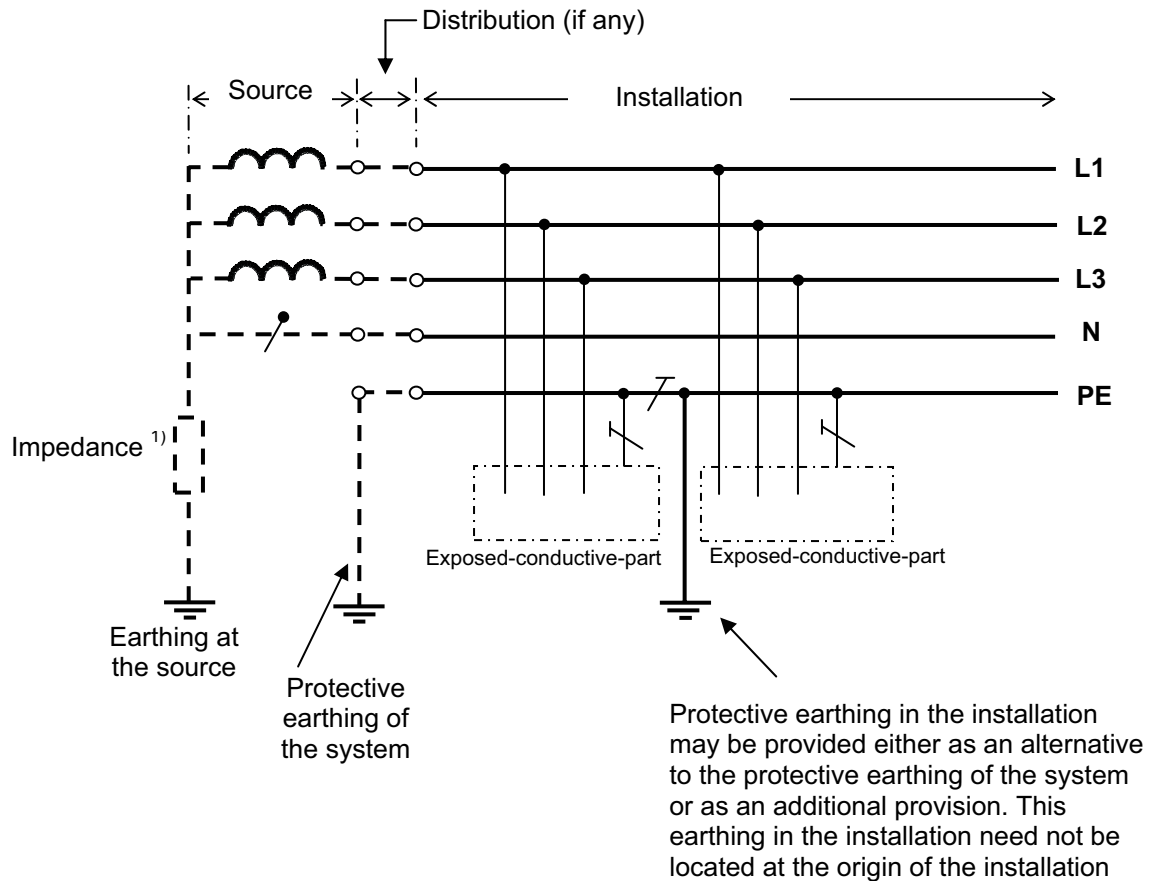 Distribution (if any)
Source
Installation
L1
L2
L3
N
PE
Impedance 1)
Exposed-conductive-part
Exposed-conductive-part
Earthing at
the source
Protective
earthing of
the system
Protective earthing in the installation
may be provided either as an alternative
to the protective earthing of the system
or as an additional provision. This
earthing in the installation need not be
located at the origin of the installation